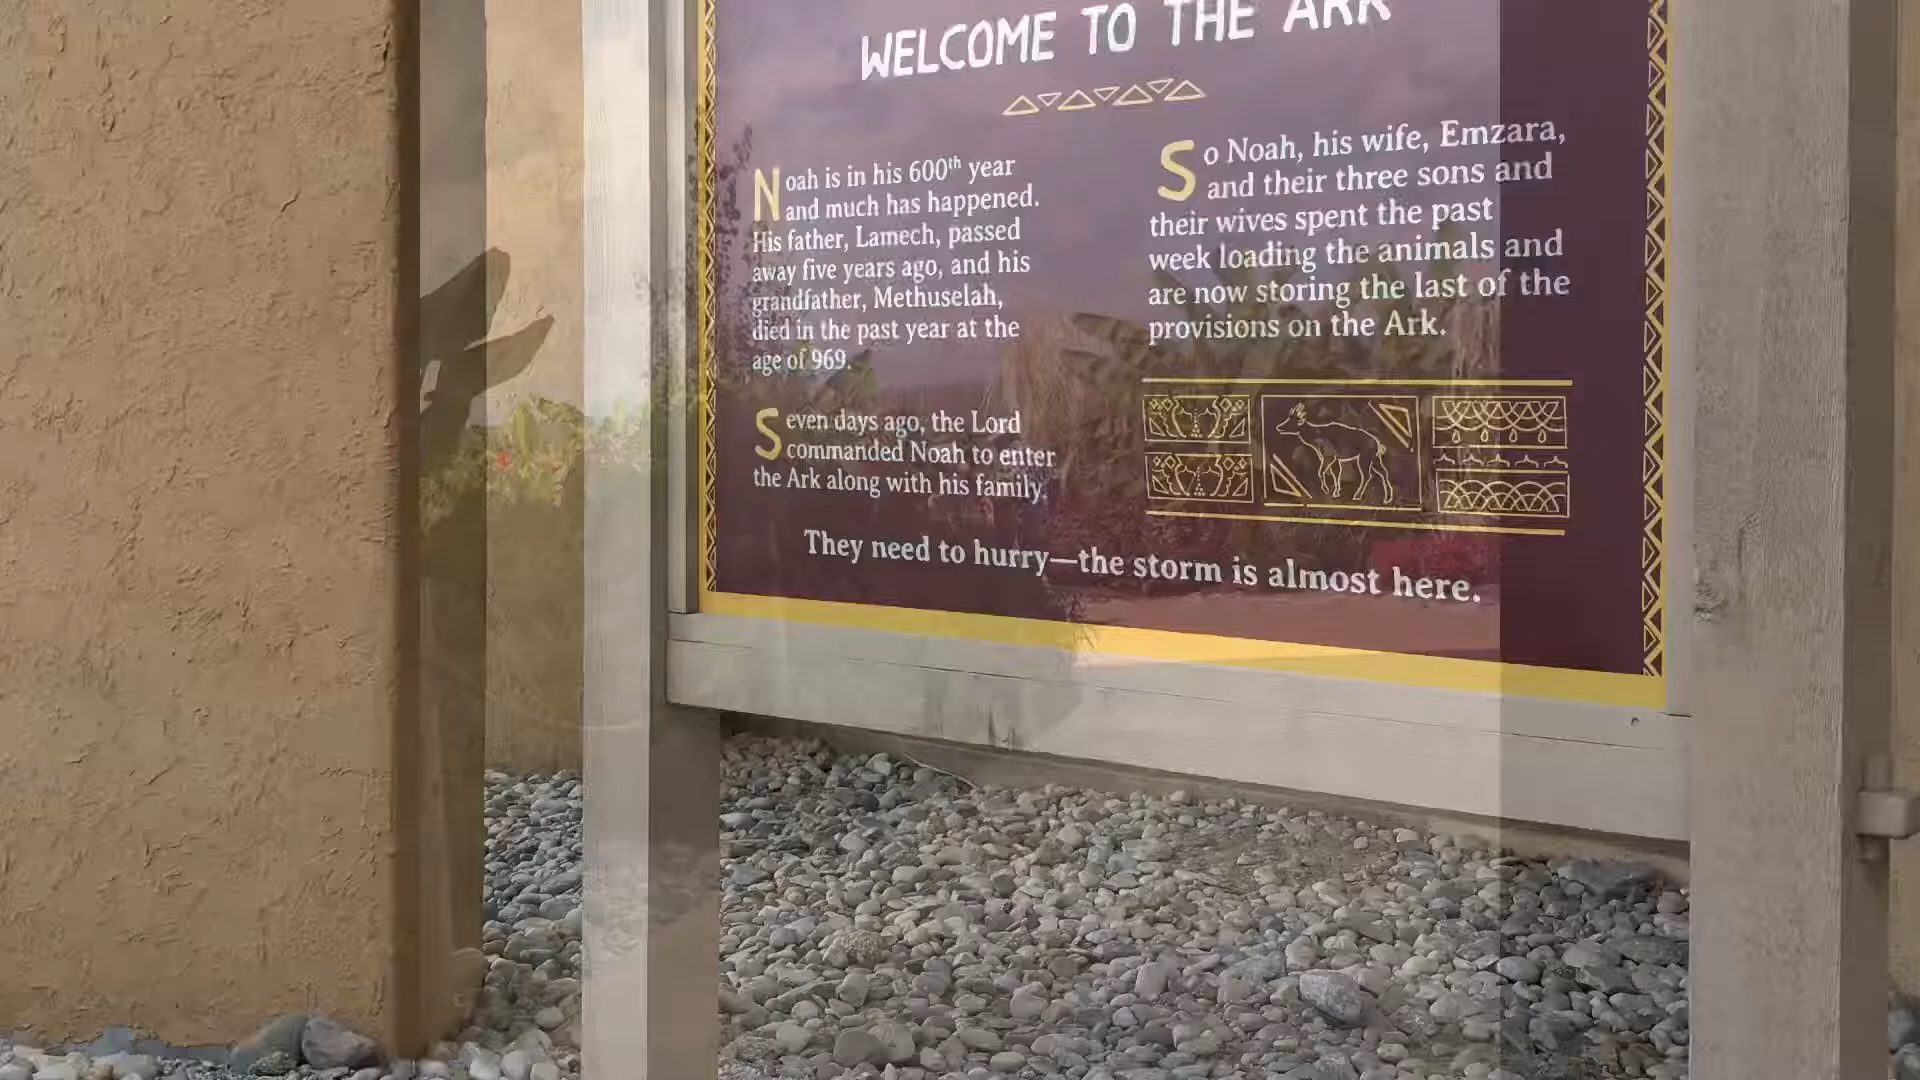 WELCOME TO THE ARK
Noah is in his 600th year
and much has happened.
His father, Lamech, passed
away five years ago, and his
grandfather, Methuselah,
died in the past year at the
age of 969.
Seven days ago, the Lord
commanded Noah to enter
the Ark along with his family.
So Noah, his wife, Emzara,
and their three sons and
their wives spent the past
week loading the animals and
are now storing the last of the
provisions on the Ark.
They need to hurry—the storm is almost here.